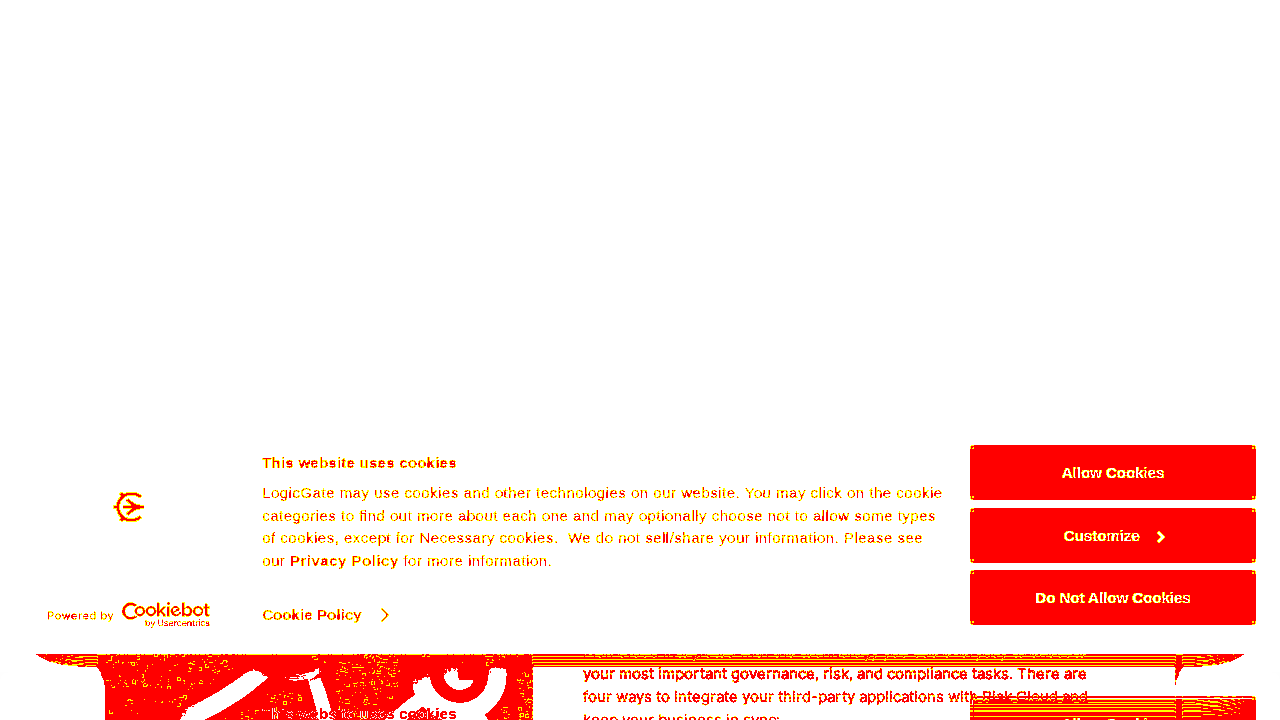 This website uses cookies
LogicGate may use cookies and other technologies on our website. You may click on the cookie
categories to find out more about each one and may optionally choose not to allow some types
of cookies, except for Necessary cookies. We do not sell/share your information. Please see
our Privacy Policy for more information.
Cookie Policy
Powered by Cookiebot
by Usercentrics
Allow Cookies
Customize
Do Not Allow Cookies
your most important governance, risk, and compliance tasks. There are
four ways to integrate your third-party applications with Risk Cloud and
keep your business in sync:
This website uses cookies